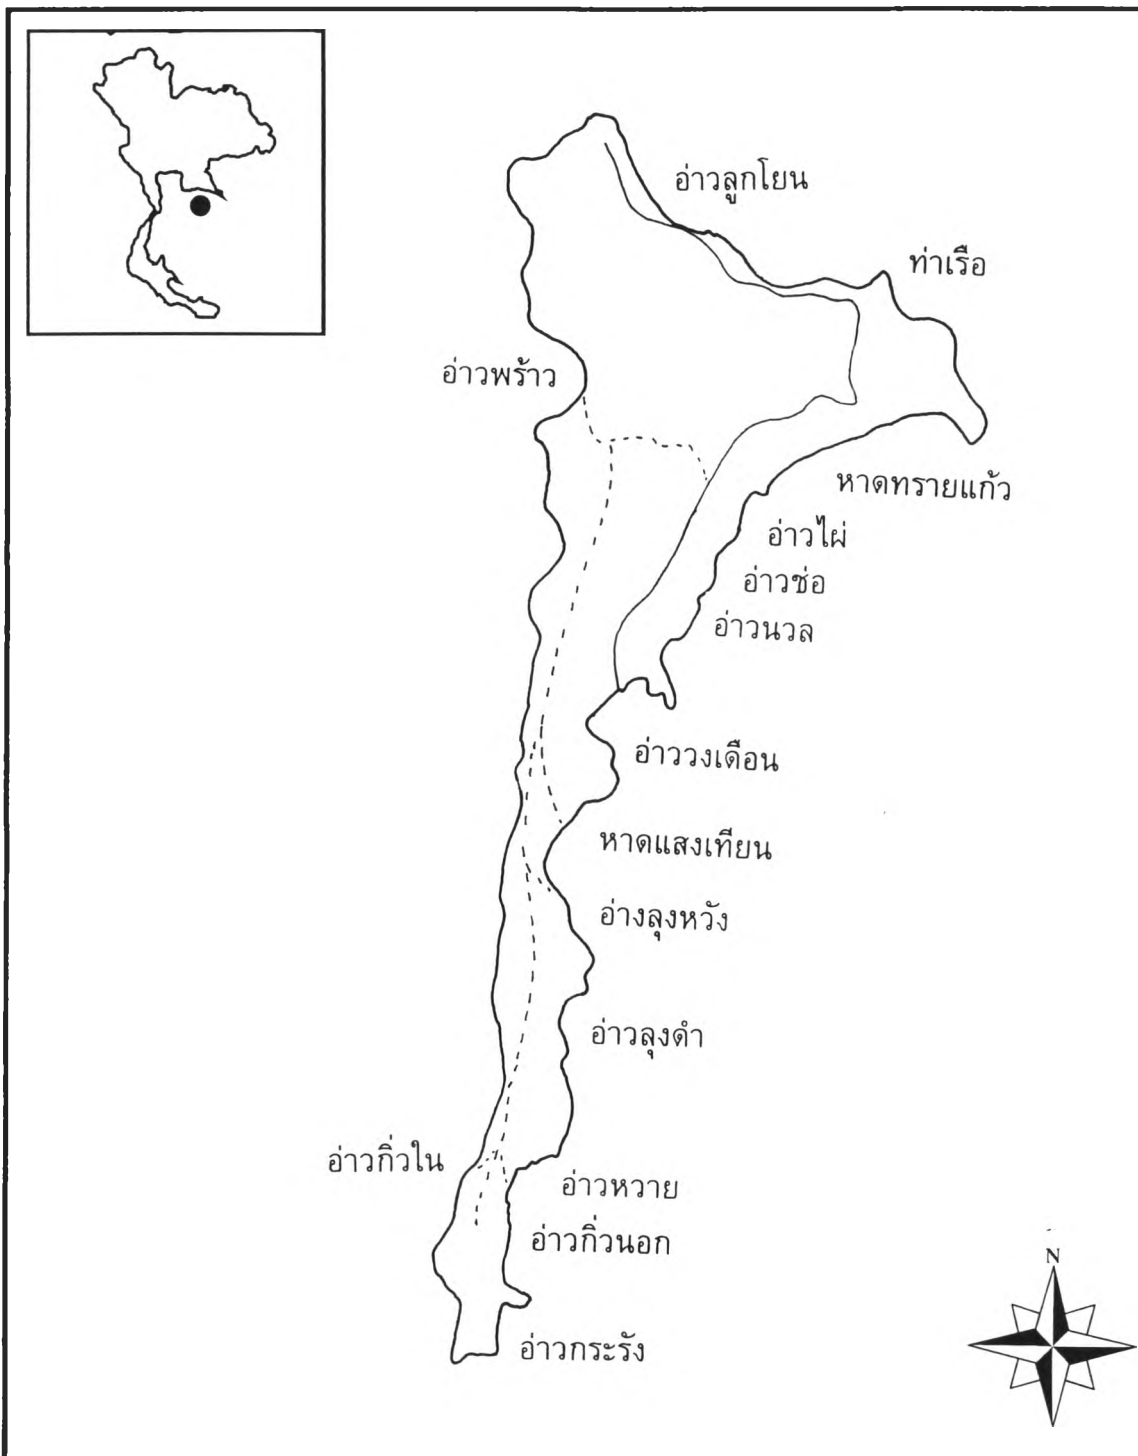 อ่าวลูกโยน
ท่าเรือ
อ่าวพร้าว
หาดทรายแก้ว
อ่าวไผ่
อ่าวช่อ
อ่าวนวล
อ่าววงเดือน
หาดแสงเทียน
อ่างลุงหวัง
อ่าวลุงดำ
อ่าวกิ่วใน
อ่าวหวาย
อ่าวกิ่วนอก
N
อ่าวกระรัง